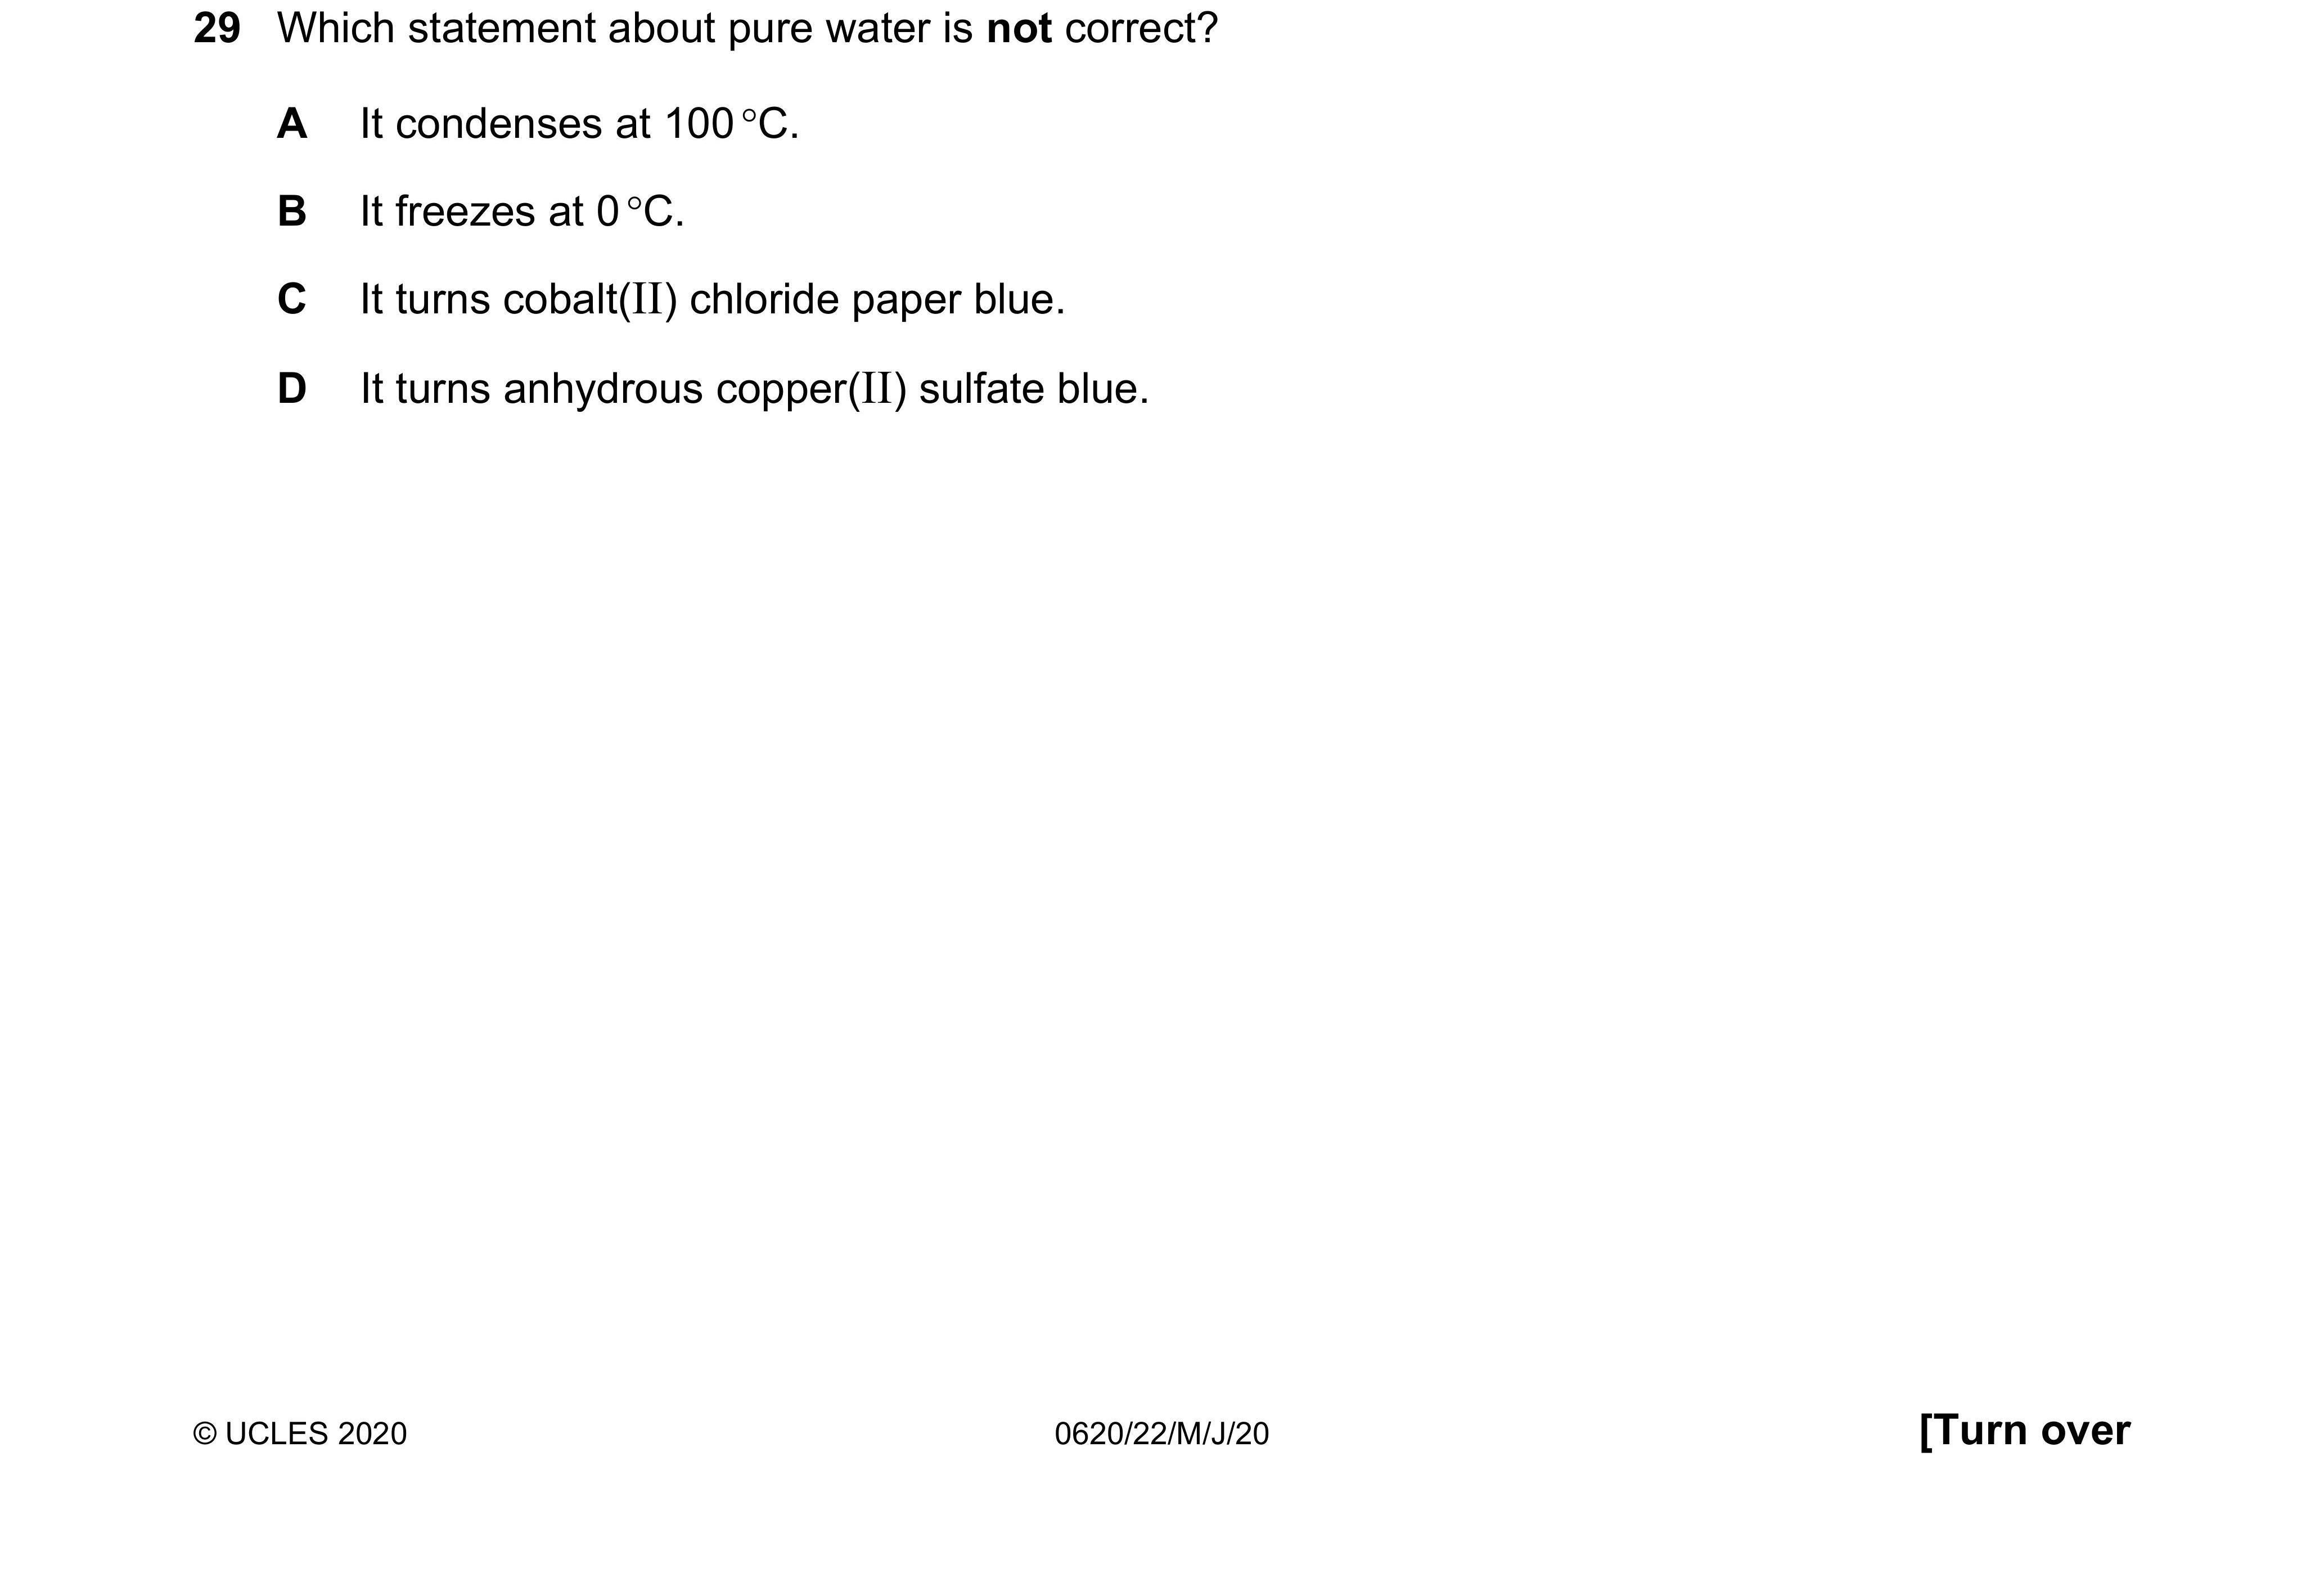 29 Which statement about pure water is not correct?
A It condenses at 100 °C.
B It freezes at 0 °C.
C It turns cobalt(II) chloride paper blue.
D It turns anhydrous copper(II) sulfate blue.
© UCLES 2020 0620/22/M/J/20 [Turn over